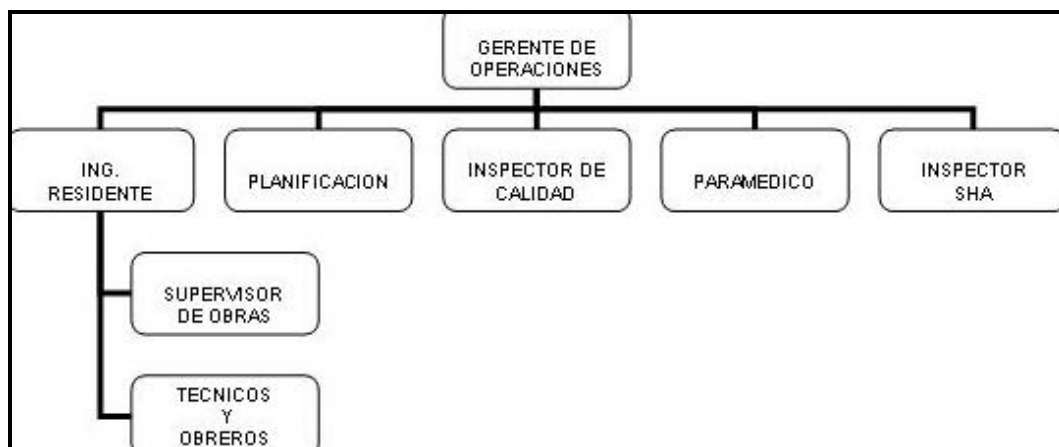 GERENTE DE
OPERACIONES
ING.
RESIDENTE
PLANIFICACION
INSPECTOR DE
CALIDAD
PARAMEDICO
INSPECTOR
SHA
SUPERVISOR
DE OBRAS
TECNICOS
Y
OBREROS